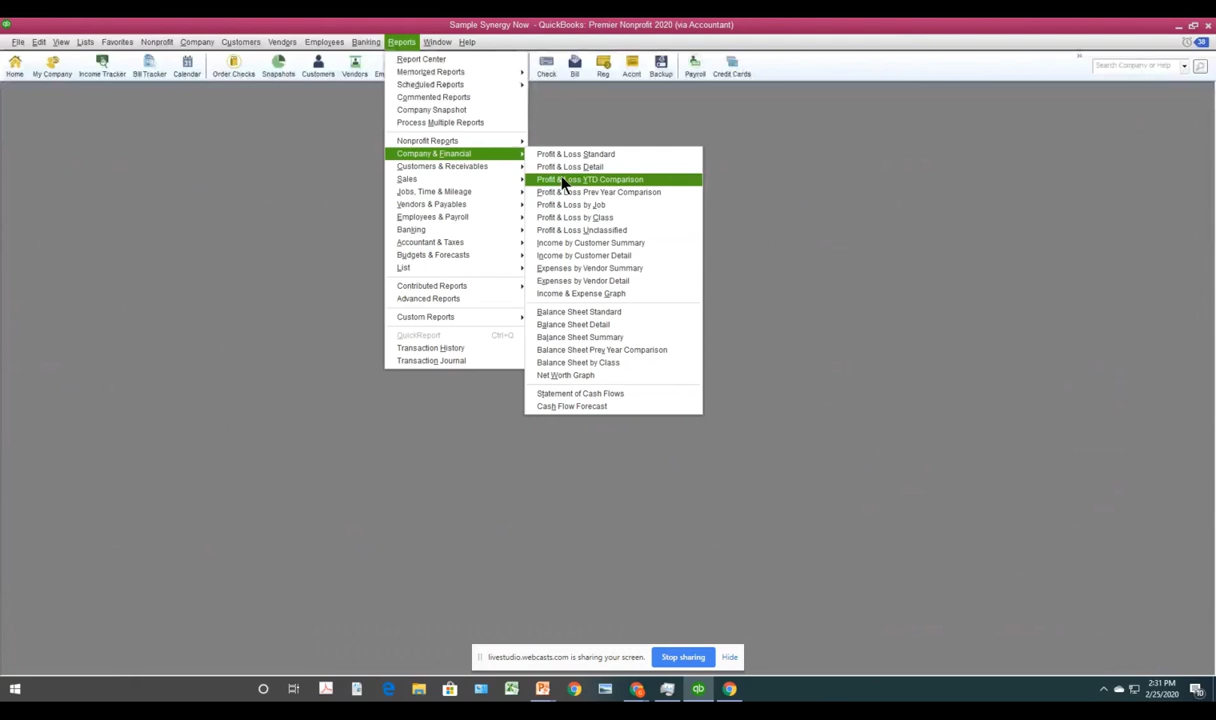 Sample Synergy Now - QuickBooks: Premier Nonprofit 2020 (via Accountant)
File Edit View Lists Favorites Nonprofit Company Customers Vendors Employees Banking Reports Window Help 38
Home My Company Income Tracker Bill Tracker Calendar Order Checks Snapshots Customers Vendors Em Check Bill Reg Accnt Backup Payroll Credit Cards Search Company or Help
Report Center
Memorized Reports
Scheduled Reports
Commented Reports
Company Snapshot
Process Multiple Reports
Nonprofit Reports
Company & Financial
Customers & Receivables
Sales
Jobs, Time & Mileage
Vendors & Payables
Employees & Payroll
Banking
Accountant & Taxes
Budgets & Forecasts
List
Contributed Reports
Advanced Reports
Custom Reports
QuickReport Ctrl+Q
Transaction History
Transaction Journal
Profit & Loss Standard
Profit & Loss Detail
Profit & Loss YTD Comparison
Profit & Loss Prev Year Comparison
Profit & Loss by Job
Profit & Loss by Class
Profit & Loss Unclassified
Income by Customer Summary
Income by Customer Detail
Expenses by Vendor Summary
Expenses by Vendor Detail
Income & Expense Graph
Balance Sheet Standard
Balance Sheet Detail
Balance Sheet Summary
Balance Sheet Prev Year Comparison
Balance Sheet by Class
Net Worth Graph
Statement of Cash Flows
Cash Flow Forecast
livestudio.webcasts.com is sharing your screen. Stop sharing Hide
2:31 PM
2/25/2020